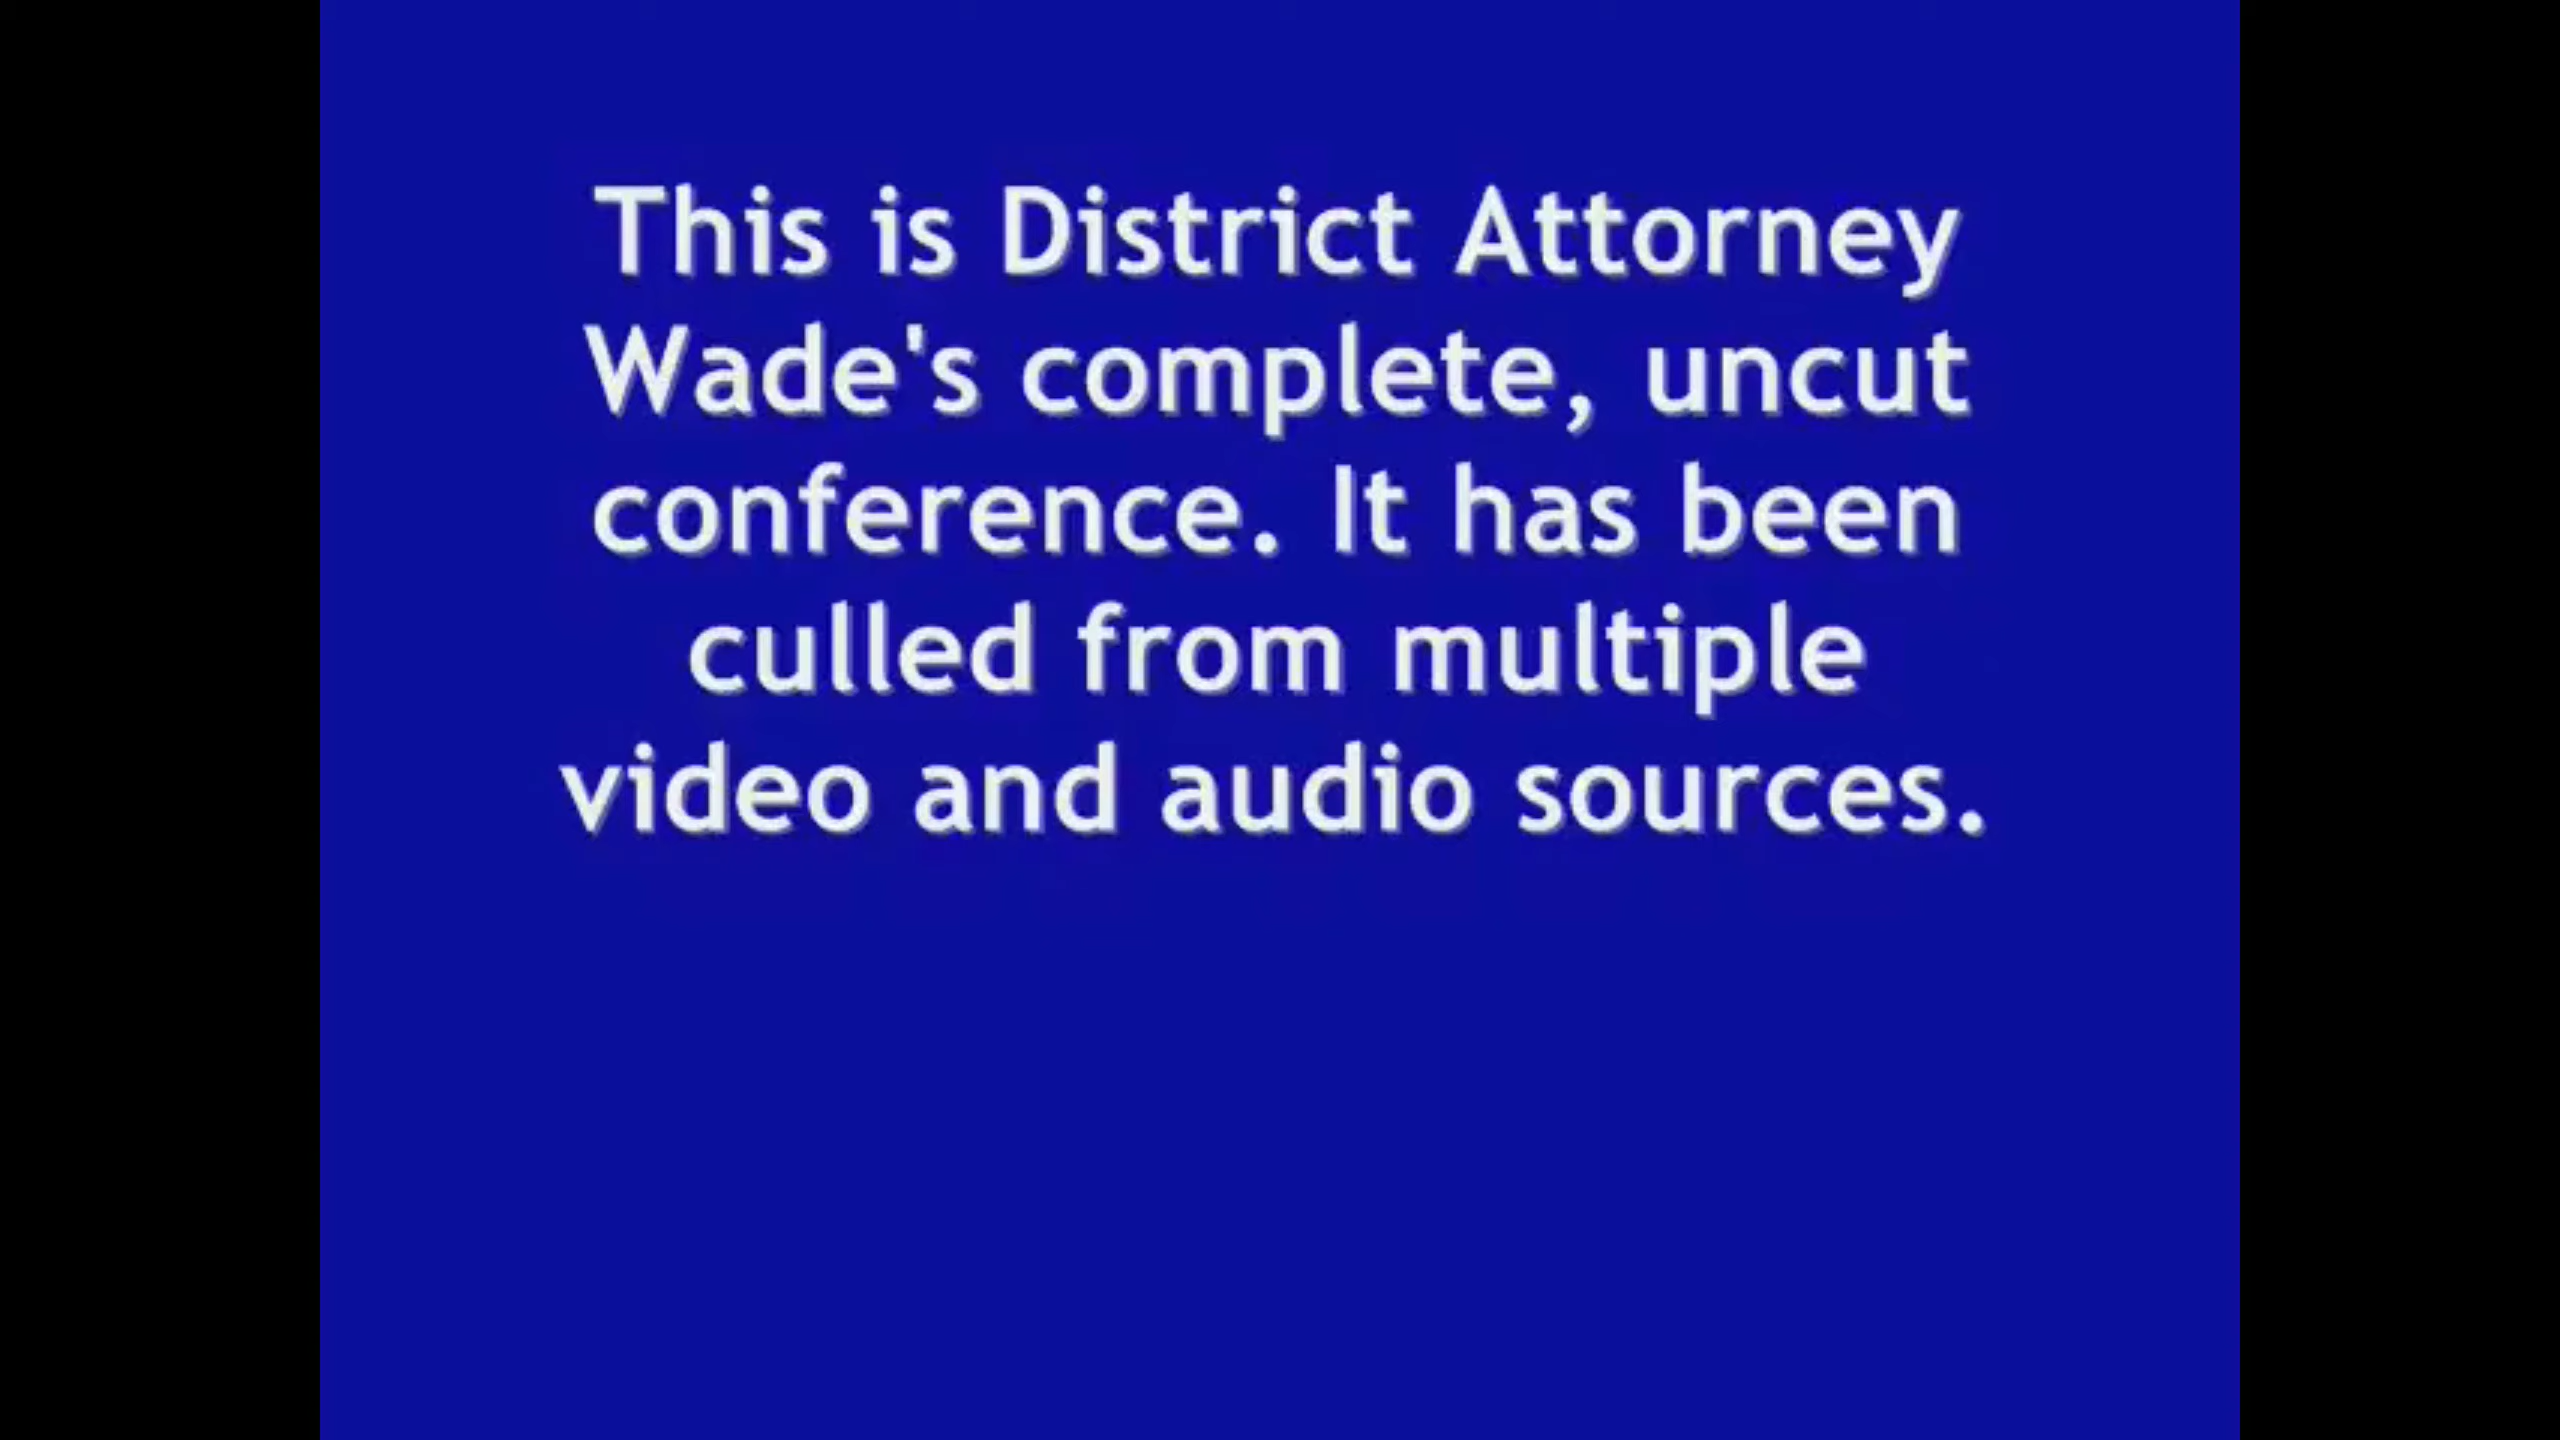 This is District Attorney
Wade's complete, uncut
conference. It has been
culled from multiple
video and audio sources.